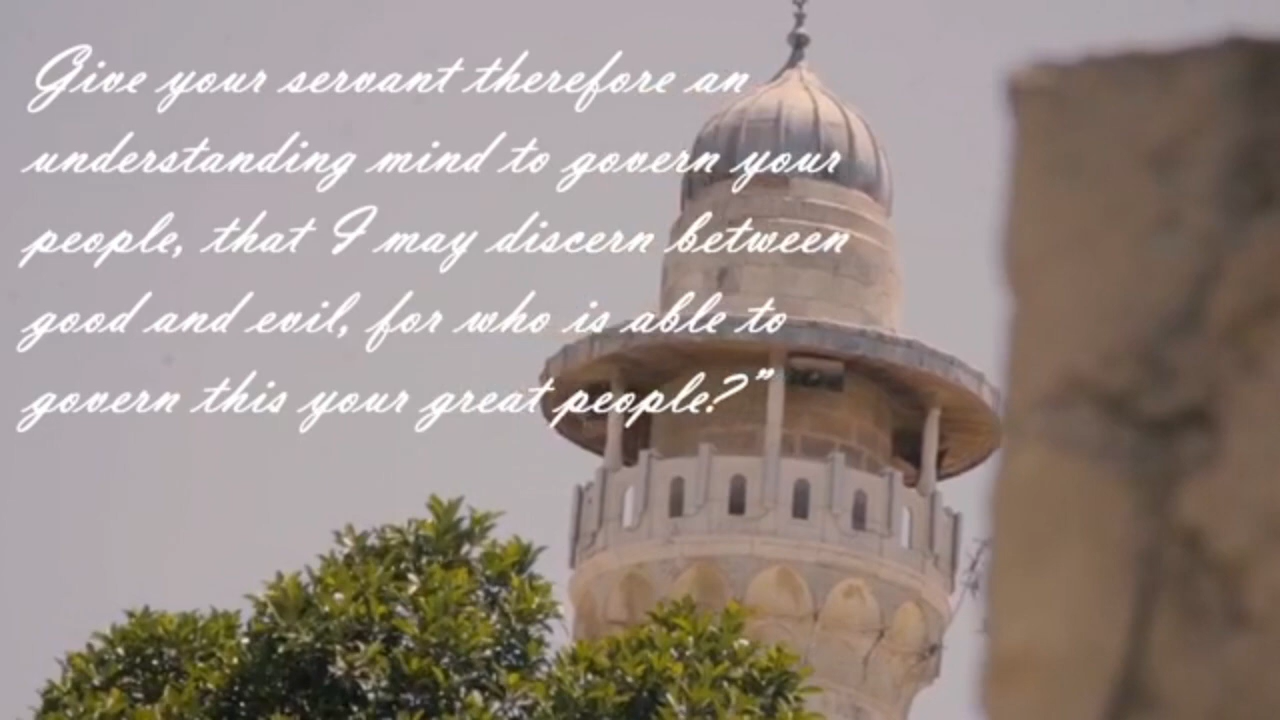 Give your servant therefore an
understanding mind to govern your
people, that I may discern between
good and evil, for who is able to
govern this your great people?”